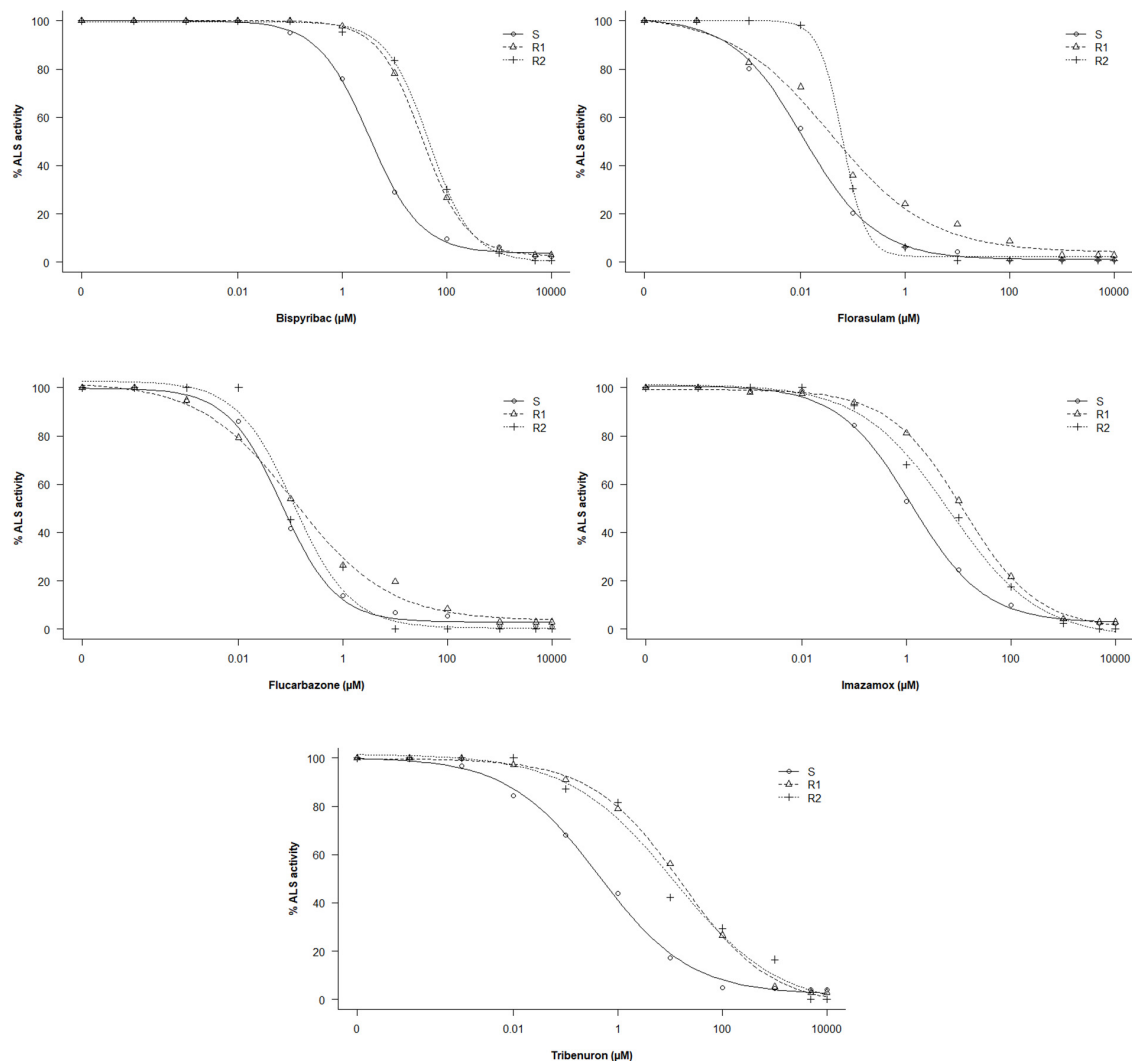 100
80
60
40
20
0
% ALS activity
S
R1
R2
0
0.01
1
100
10000
Bispyribac (µM)
100
80
60
40
20
0
% ALS activity
S
R1
R2
0
0.01
1
100
10000
Florasulam (µM)
100
80
60
40
20
0
% ALS activity
S
R1
R2
0
0.01
1
100
10000
Flucarbazone (µM)
100
80
60
40
20
0
% ALS activity
S
R1
R2
0
0.01
1
100
10000
Imazamox (µM)
100
80
60
40
20
0
% ALS activity
S
R1
R2
0
0.01
1
100
10000
Tribenuron (µM)